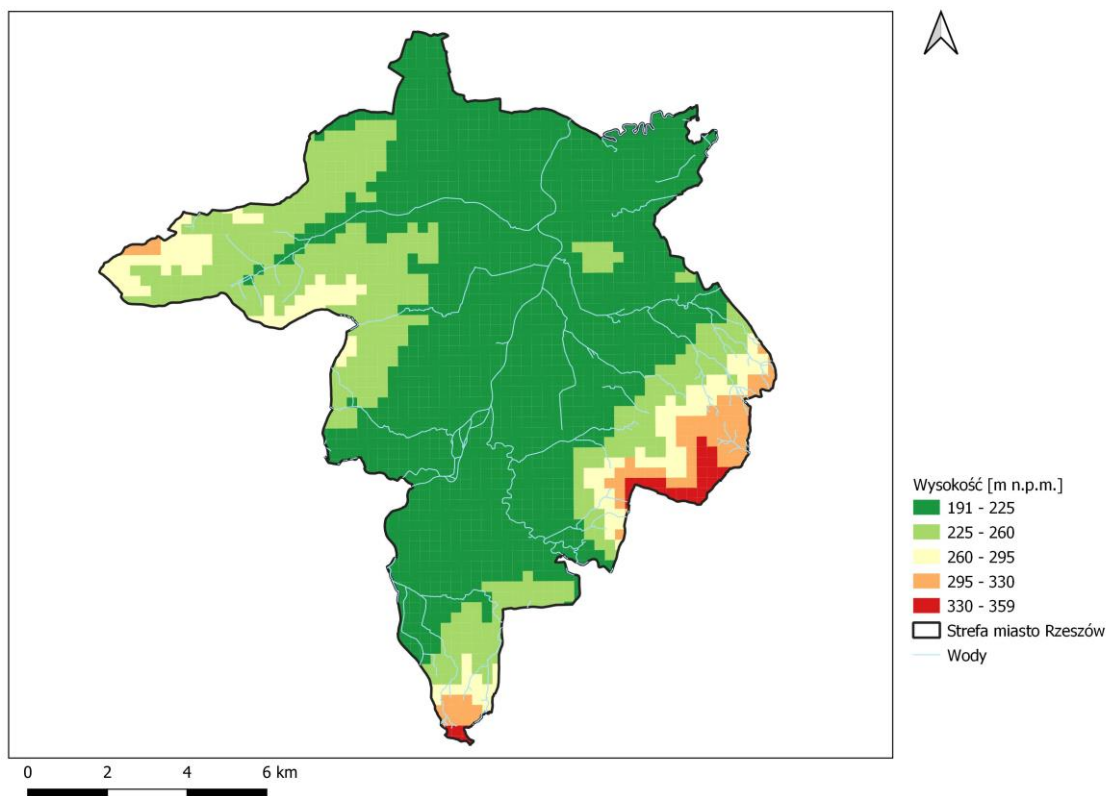 Wysokość [m n.p.m.]
191 - 225
225 - 260
260 - 295
295 - 330
330 - 359
Strefa miasto Rzeszów
Wody
0 2 4 6 km